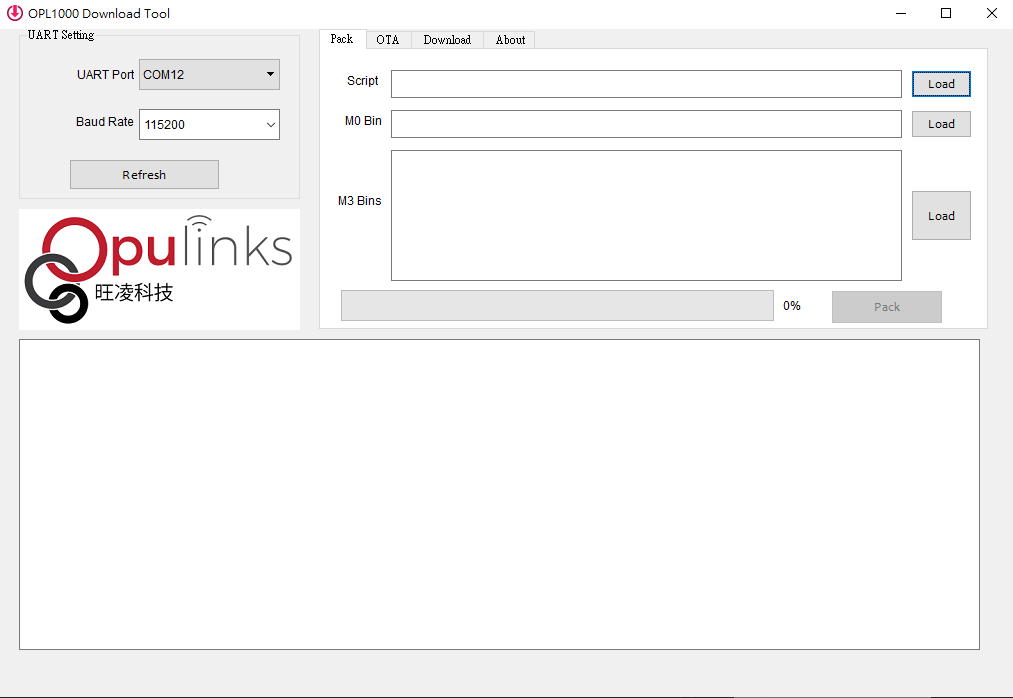 OPL1000 Download Tool
UART Setting
UART Port
COM12
Baud Rate
115200
Refresh
Opulinks
旺凌科技
Pack
OTA
Download
About
Script
Load
M0 Bin
Load
M3 Bins
Load
0%
Pack